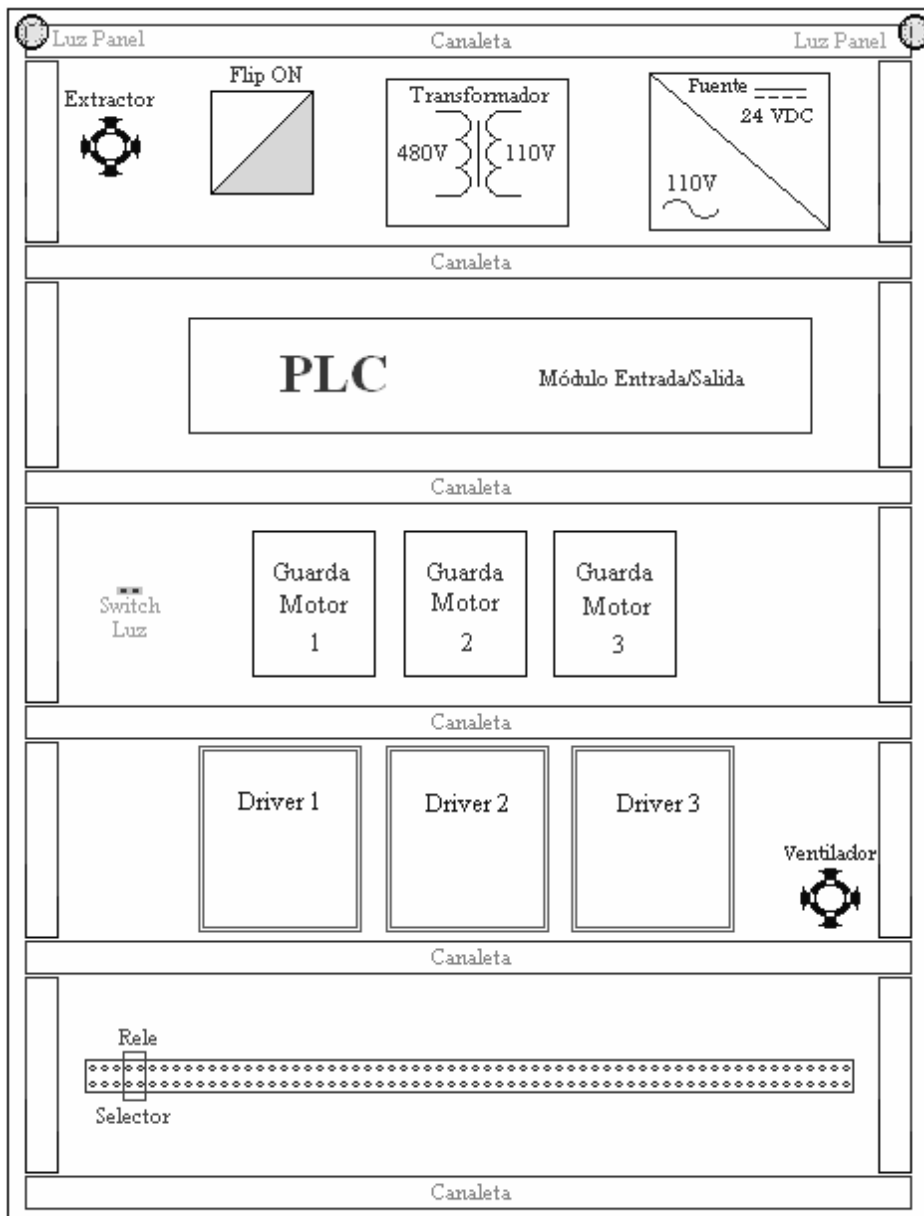 Luz Panel
Canaleta
Luz Panel
Extractor
Flip ON
Transformador
480V
110V
Fuente
24 VDC
110V
Canaleta
PLC
Módulo Entrada/Salida
Canaleta
Switch
Luz
Guarda
Motor
1
Guarda
Motor
2
Guarda
Motor
3
Canaleta
Driver 1
Driver 2
Driver 3
Ventilador
Canaleta
Rele
Selector
Canaleta